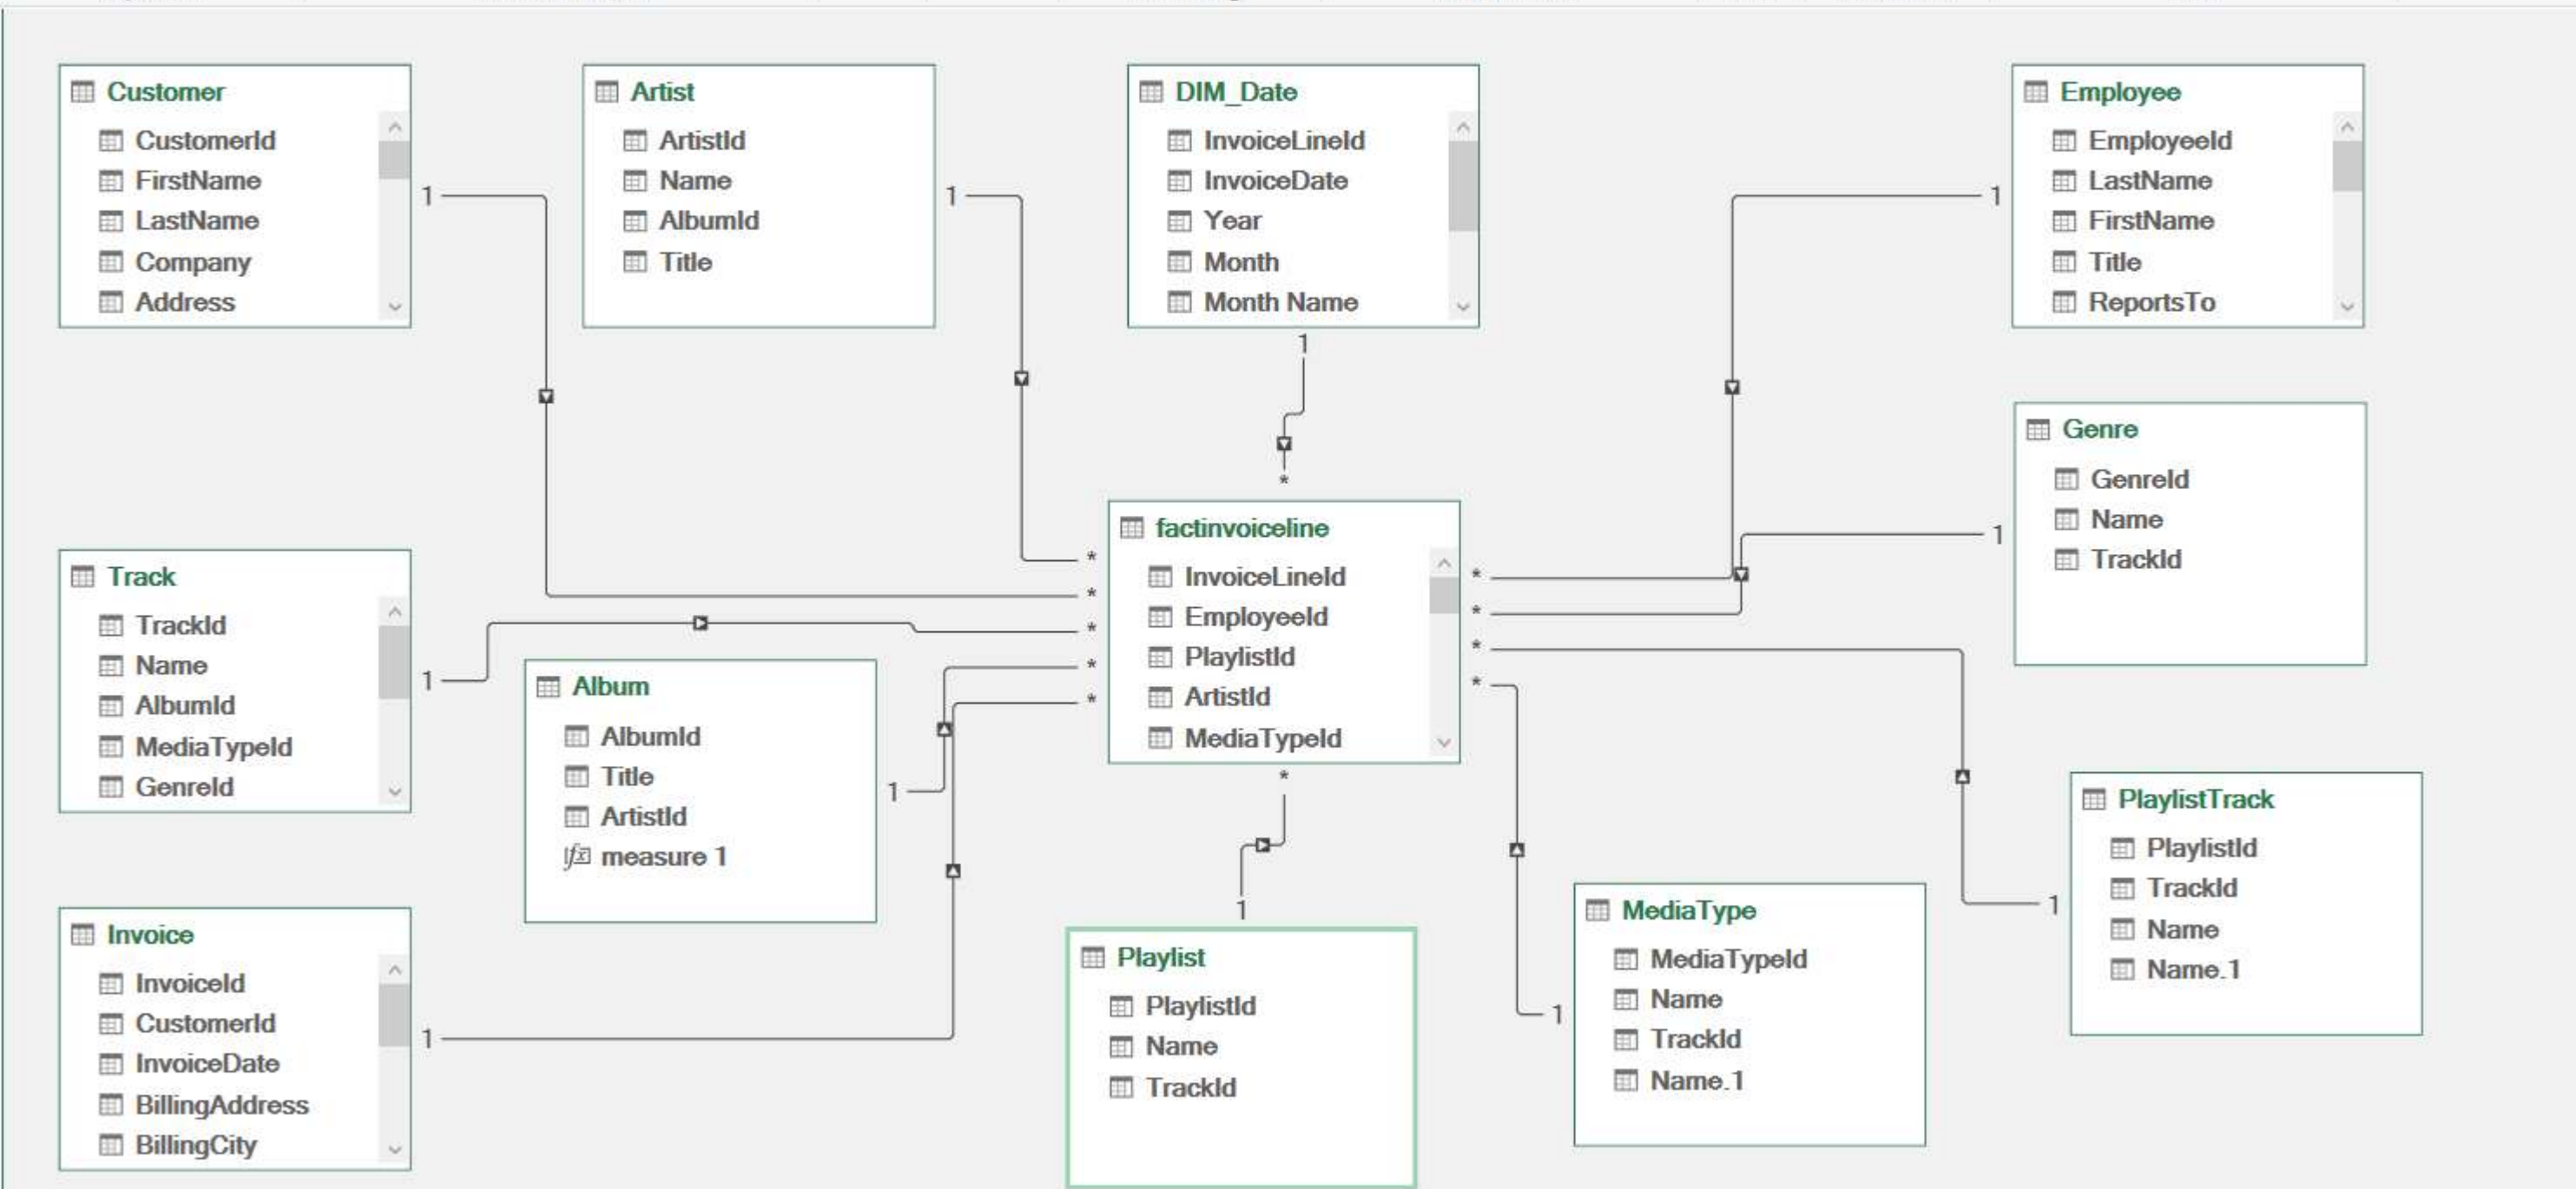 Customer
CustomerId
FirstName
LastName
Company
Address
1
Artist
ArtistId
Name
AlbumId
Title
1
DIM_Date
InvoiceLineId
InvoiceDate
Year
Month
Month Name
1
*
Employee
EmployeeId
LastName
FirstName
Title
ReportsTo
1
Genre
GenreId
Name
TrackId
1
Track
TrackId
Name
AlbumId
MediaTypeId
GenreId
1
factinvoiceline
InvoiceLineId
EmployeeId
PlaylistId
ArtistId
MediaTypeId
*
*
*
*
*
*
*
*
*
*
Album
AlbumId
Title
ArtistId
fx measure 1
1
PlaylistTrack
PlaylistId
TrackId
Name
Name.1
1
Invoice
InvoiceId
CustomerId
InvoiceDate
BillingAddress
BillingCity
1
Playlist
PlaylistId
Name
TrackId
1
MediaType
MediaTypeId
Name
TrackId
Name.1
1